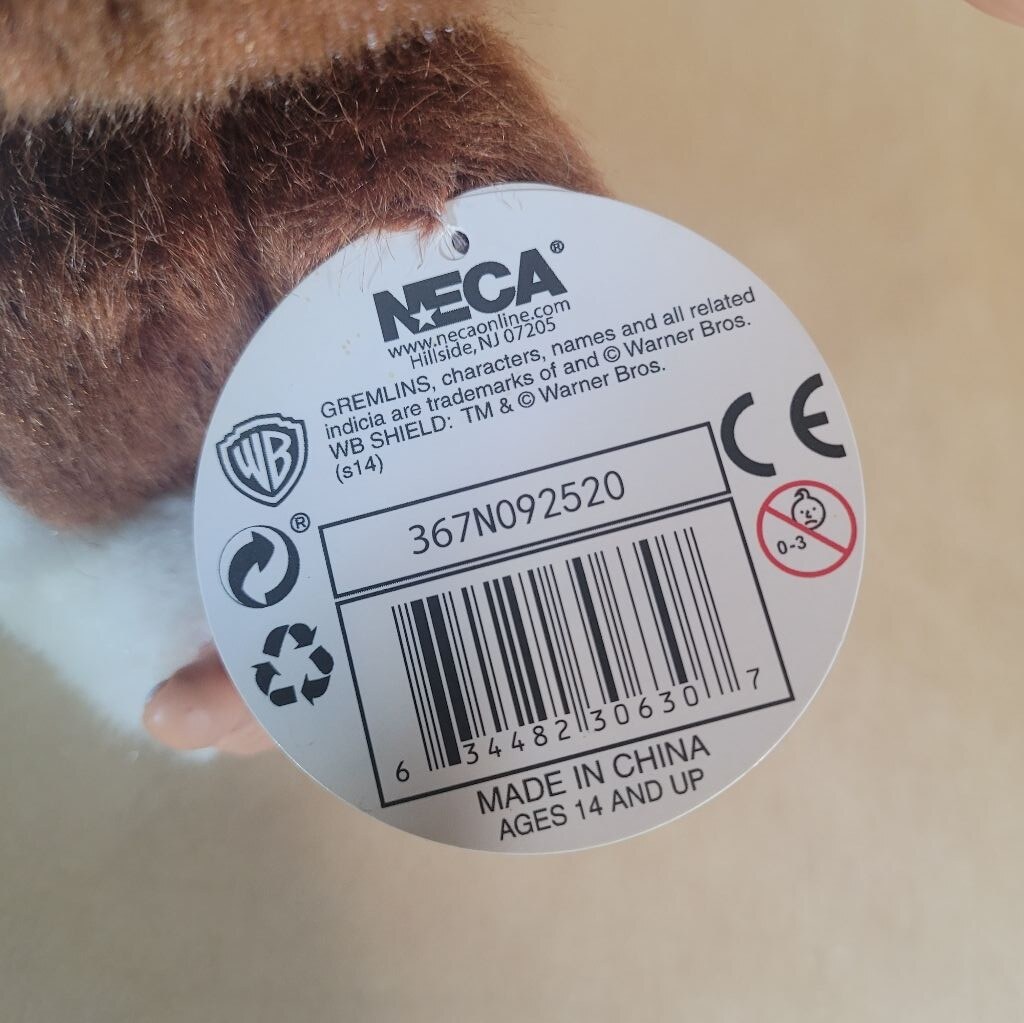 NECA®
www.necaonline.com
Hillside, NJ 07205
GREMLINS, characters, names and all related
indicia are trademarks of and © Warner Bros.
WB SHIELD: TM & © Warner Bros.
(s14)
WB
CE
®
367N092520
0-3
6 34482 30630 7
MADE IN CHINA
AGES 14 AND UP